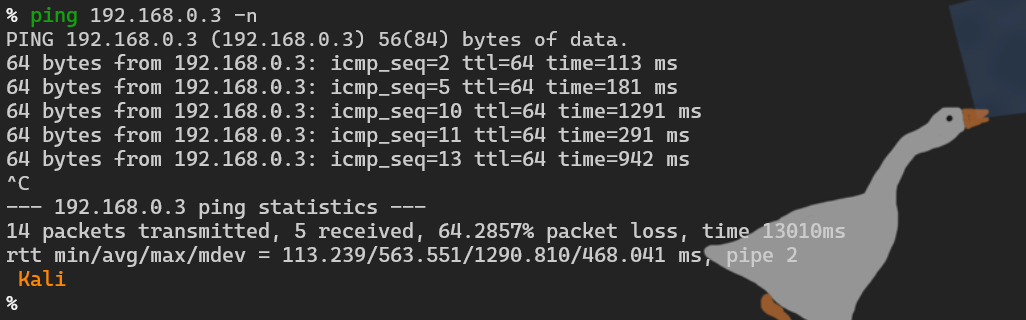 % ping 192.168.0.3 -n
PING 192.168.0.3 (192.168.0.3) 56(84) bytes of data.
64 bytes from 192.168.0.3: icmp_seq=2 ttl=64 time=113 ms
64 bytes from 192.168.0.3: icmp_seq=5 ttl=64 time=181 ms
64 bytes from 192.168.0.3: icmp_seq=10 ttl=64 time=1291 ms
64 bytes from 192.168.0.3: icmp_seq=11 ttl=64 time=291 ms
64 bytes from 192.168.0.3: icmp_seq=13 ttl=64 time=942 ms
^C
--- 192.168.0.3 ping statistics ---
14 packets transmitted, 5 received, 64.2857% packet loss, time 13010ms
rtt min/avg/max/mdev = 113.239/563.551/1290.810/468.041 ms, pipe 2
Kali
%